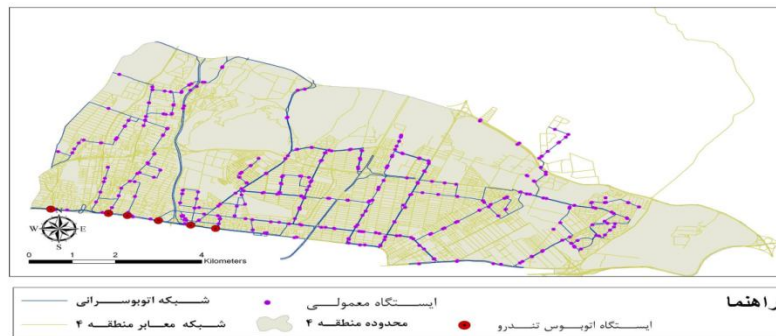 N
W E
S
0 1 2 4
Kilometers
راهنما
ایستگاه معمولی
شبکه اتوبوسرانی
ایستگاه اتوبوس تندرو
محدوده منطقه ۴
شبکه معابر منطقه ۴